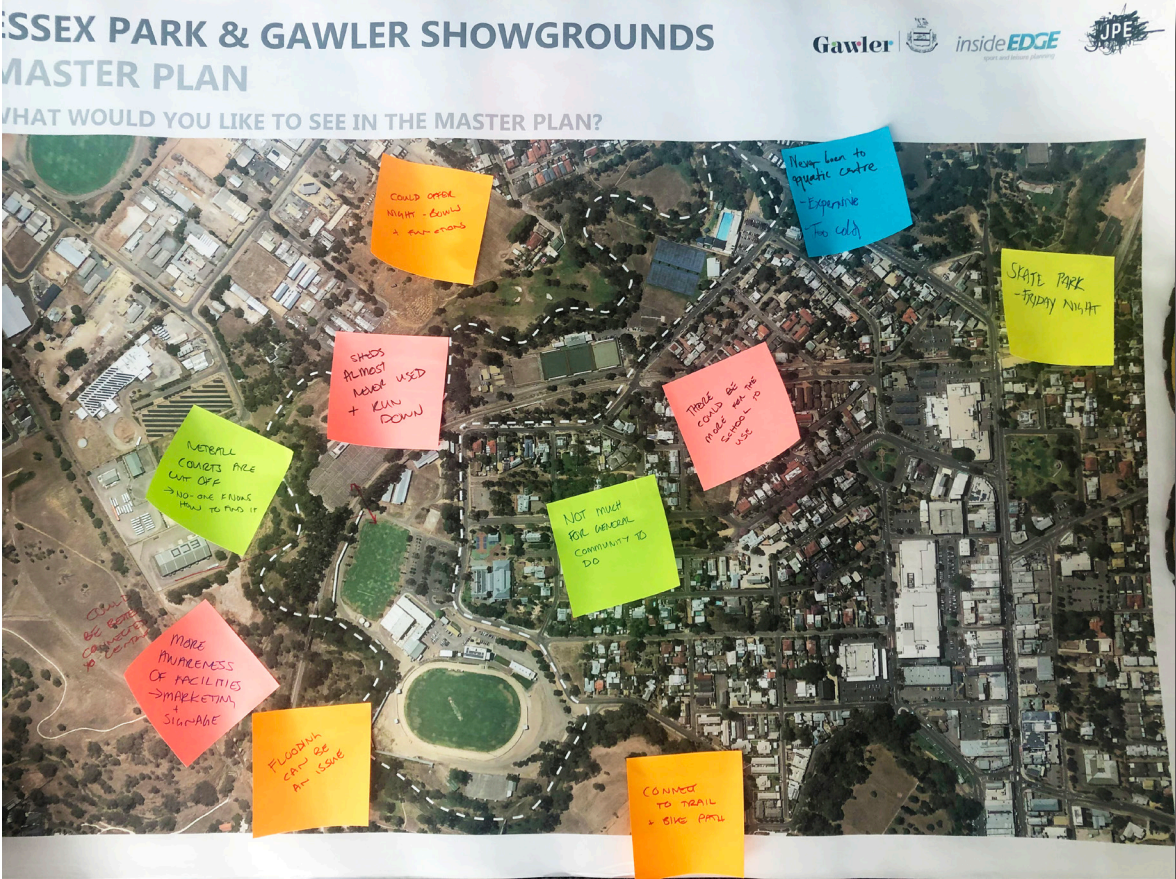 ESSEX PARK & GAWLER SHOWGROUNDS
MASTER PLAN
WHAT WOULD YOU LIKE TO SEE IN THE MASTER PLAN?
Gawler
insideEDGE
sport and leisure planning
JPE
COULD OFFER
NIGHT - BOWLS
+ FUNCTIONS
Never been to
aquatic centre
- Expensive
- Too cold
SKATE PARK
- FRIDAY NIGHT
SHEDS
ALMOST
NEVER USED
+ RUN
DOWN
THERE
COULD BE
MORE FOR THE
SCHOOL TO
USE
NETBALL
COURTS ARE
CUT OFF
→ NO-ONE KNOWS
HOW TO FIND IT
NOT MUCH
FOR GENERAL
COMMUNITY TO
DO
COULD
BE BETTER
CONNECTED
TO
MORE
AWARENESS
OF FACILITIES
→ MARKETING
+
SIGNAGE
FLOODING
CAN BE
AN ISSUE
CONNECT
TO TRAIL
+ BIKE PATH